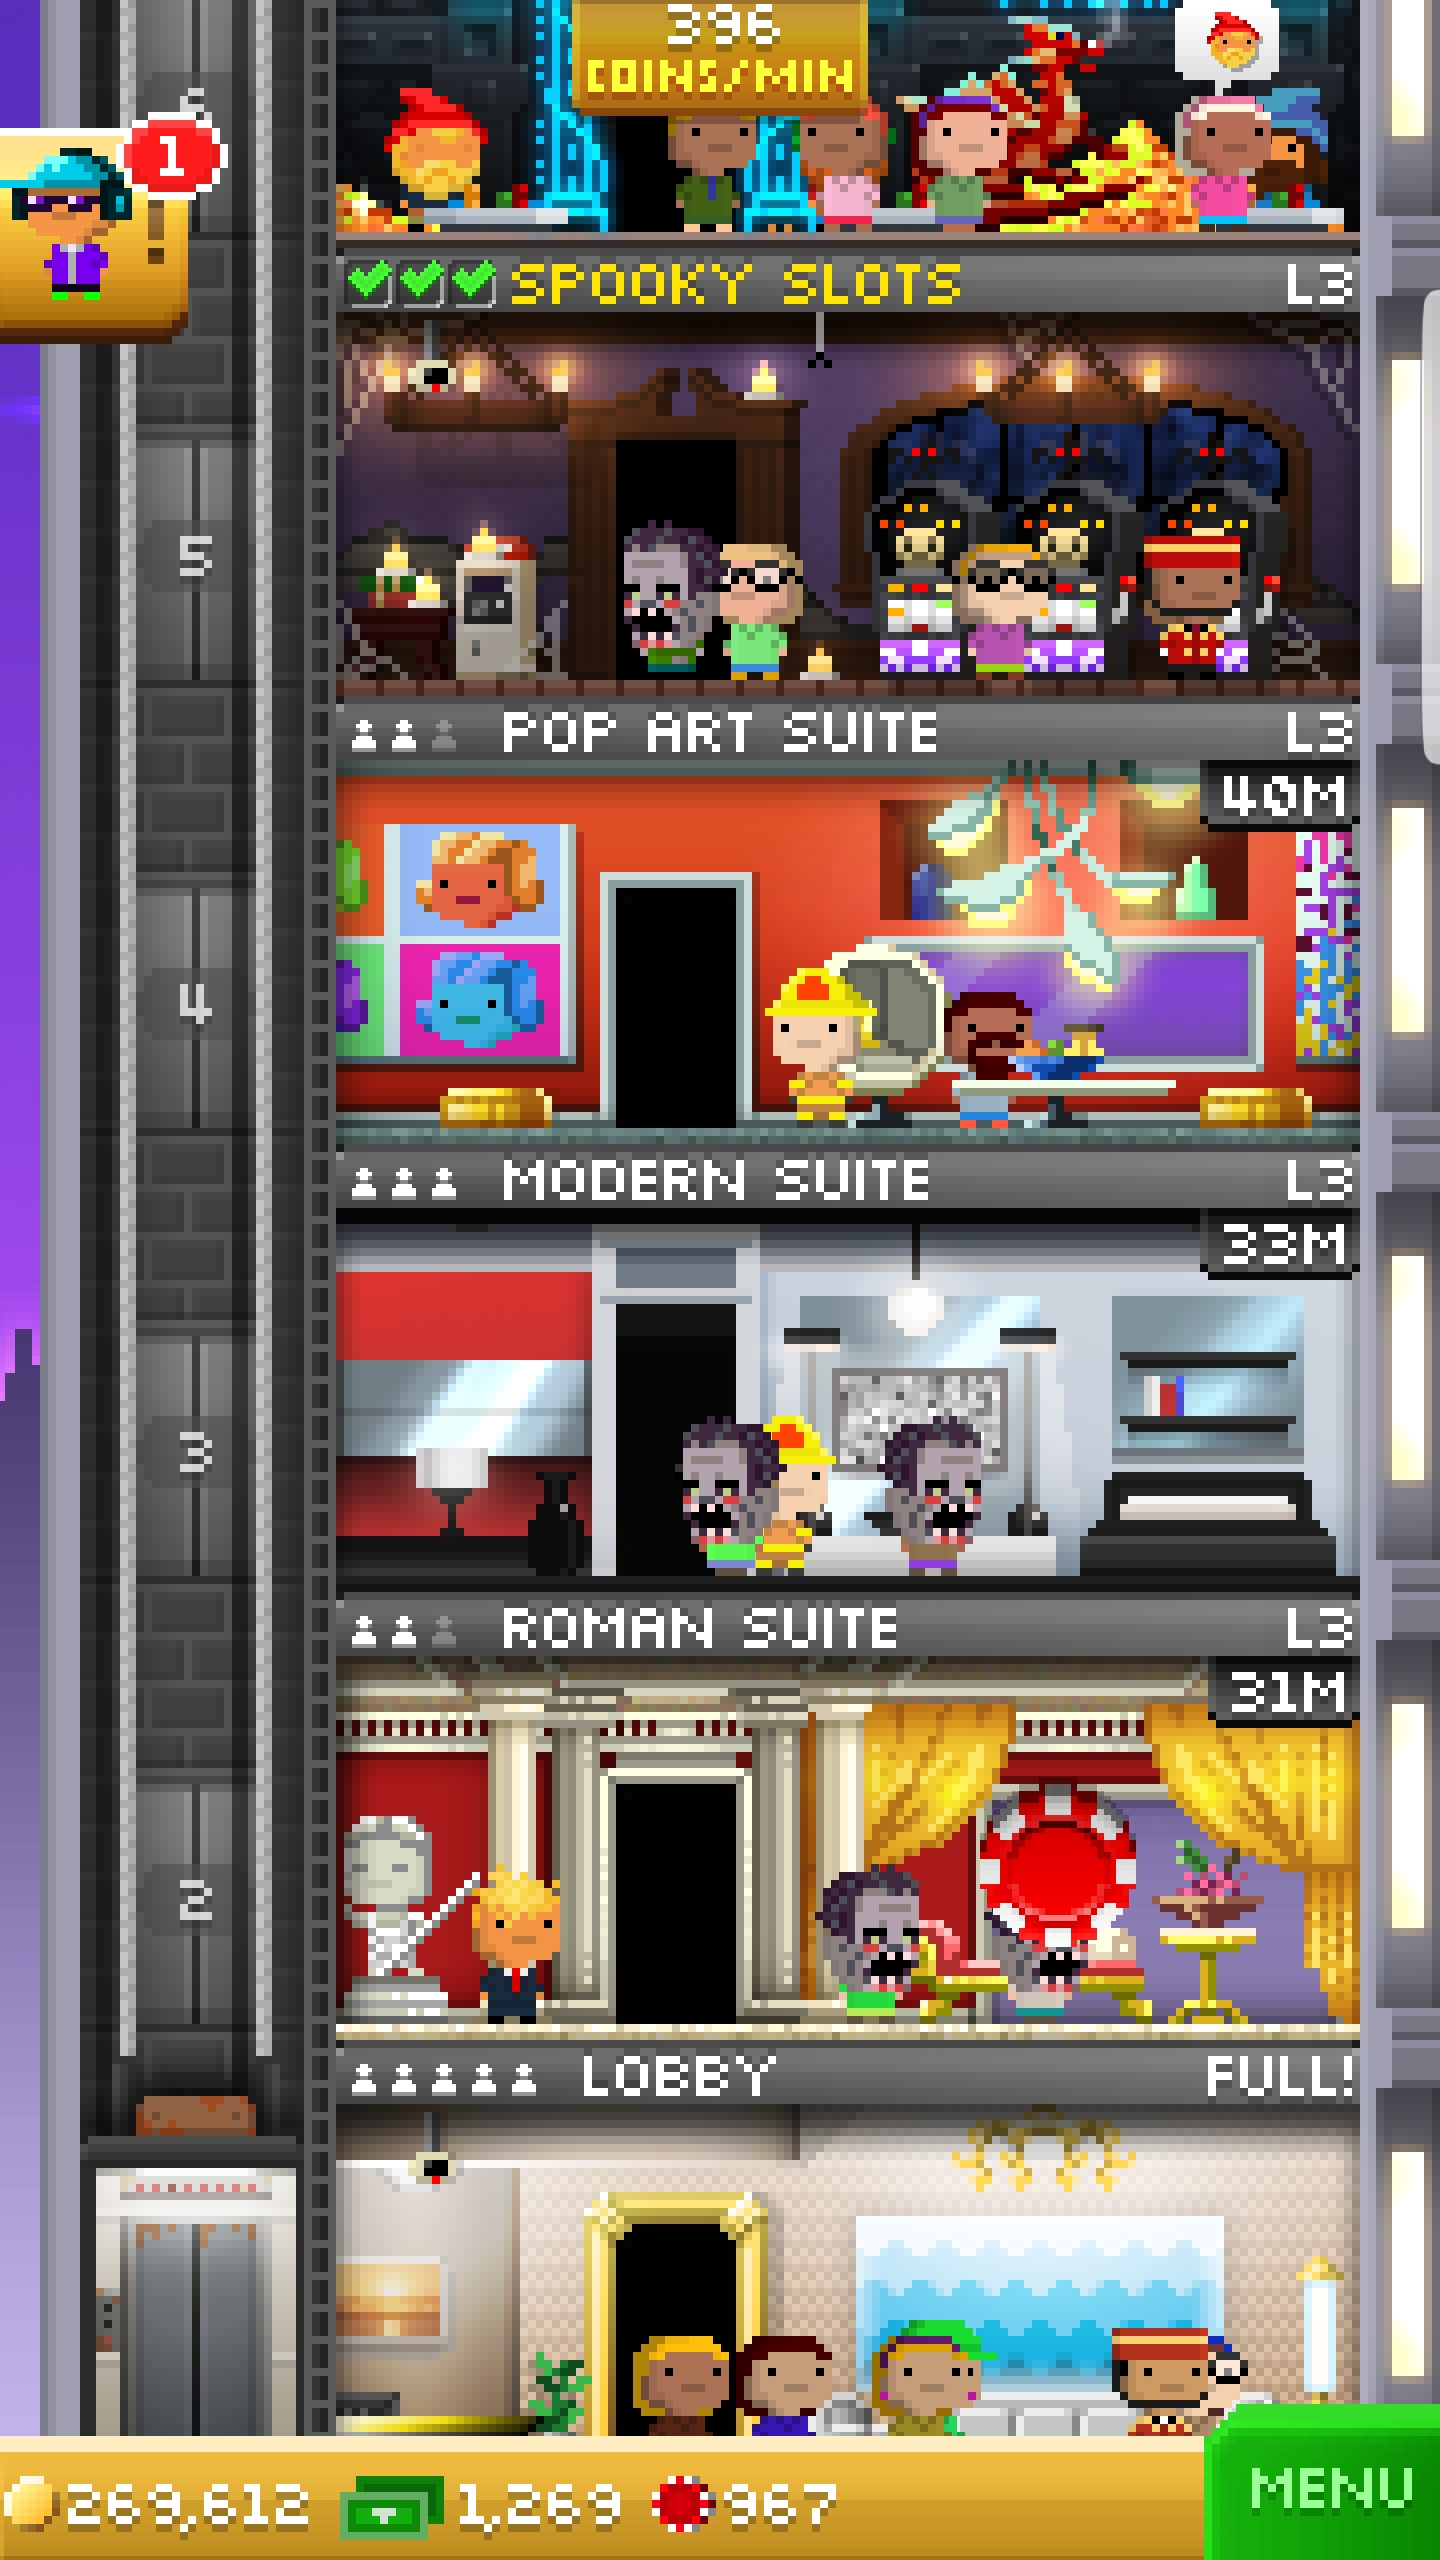 396
COINS/MIN
1
SPOOKY SLOTS L3
5
POP ART SUITE L3
40M
4
MODERN SUITE L3
33M
3
ROMAN SUITE L3
31M
2
LOBBY FULL!
269,612 1,269 967
MENU